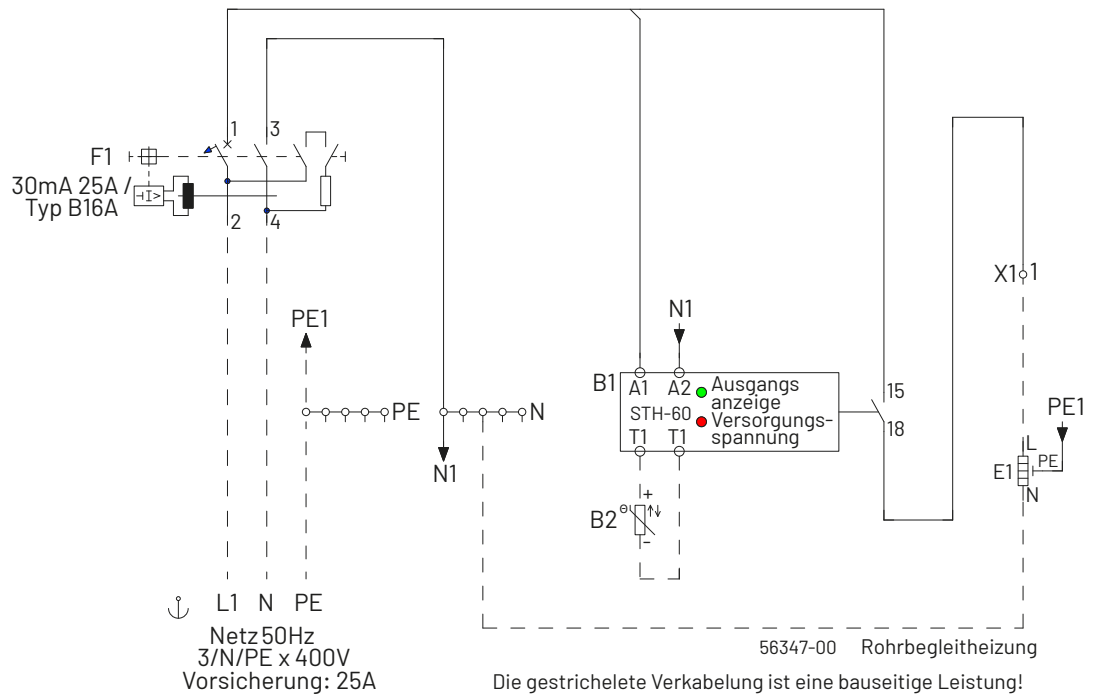 1
3
F1
30mA 25A /
Typ B16A
I>
2
4
X1
1
PE1
N1
B1
A1
A2
Ausgangs
anzeige
STH-60
Versorgungs-
spannung
T1
T1
15
18
PE1
PE
N
N1
L
PE
E1
N
B2
ϴ
+
-
L1 N PE
Netz 50Hz
3/N/PE x 400V
Vorsicherung: 25A
56347-00 Rohrbegleitheizung
Die gestrichelete Verkabelung ist eine bauseitige Leistung!